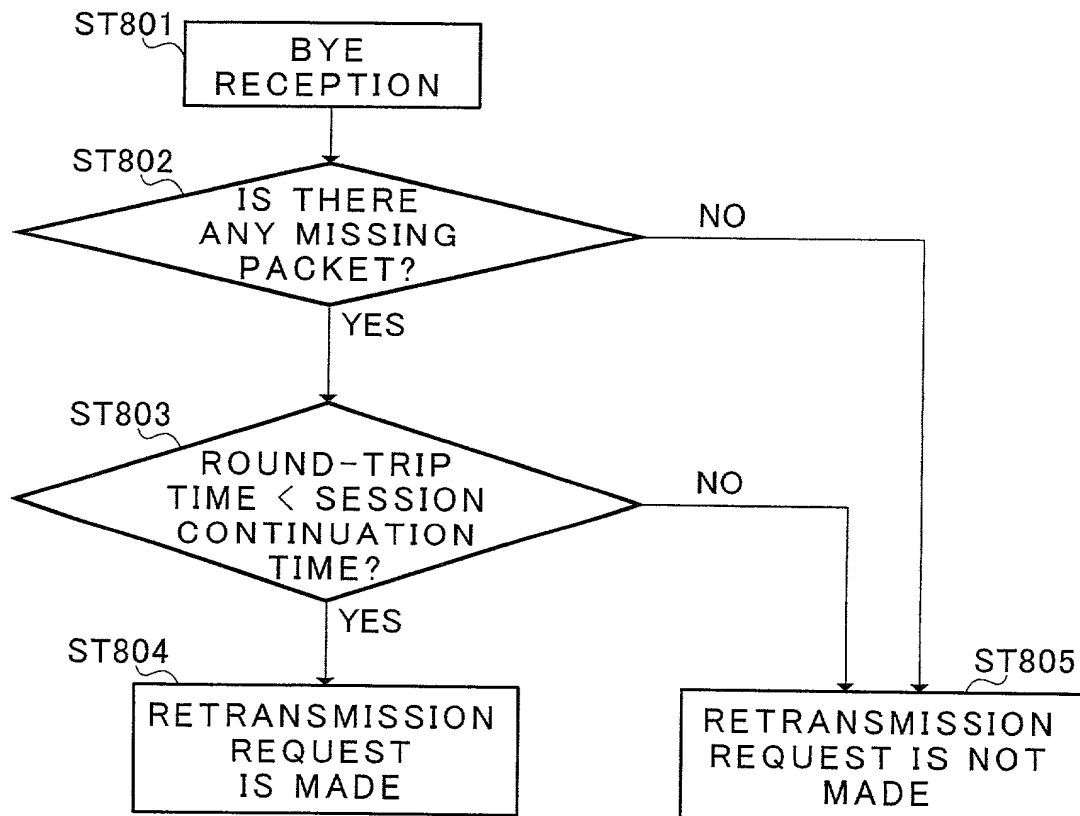 ST801
BYE
RECEPTION
ST802
IS THERE
ANY MISSING
PACKET?
NO
YES
ST803
ROUND-TRIP
TIME < SESSION
CONTINUATION
TIME?
NO
YES
ST804
RETRANSMISSION
REQUEST
IS MADE
ST805
RETRANSMISSION
REQUEST IS NOT
MADE